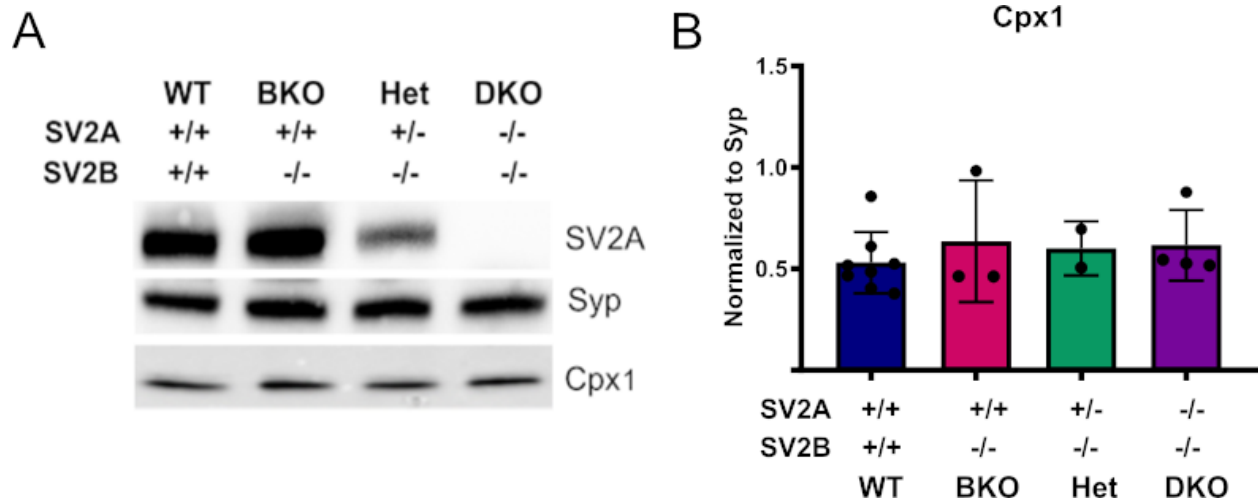 A
WT BKO Het DKO
SV2A +/+ +/+ +/- -/-
SV2B +/+ -/- -/- -/-
SV2A
Syp
Cpx1
B
Cpx1
Normalized to Syp
1.5
1.0
0.5
SV2A +/+ +/+ +/- -/-
SV2B +/+ -/- -/- -/-
WT BKO Het DKO